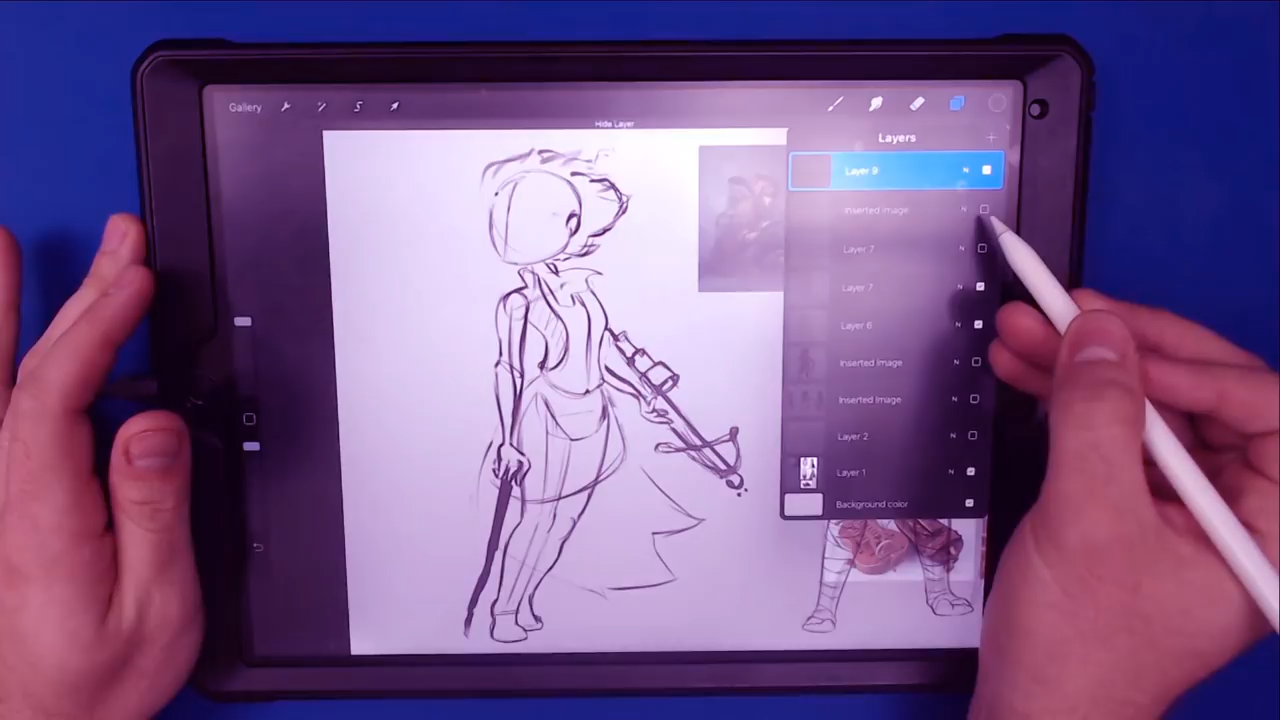 Gallery
Hide Layer
Layers
Layer 9 N
Inserted Image N
Layer 7 N
Layer 7 N
Layer 6 N
Inserted Image N
Inserted Image N
Layer 2 N
Layer 1 N
Background color